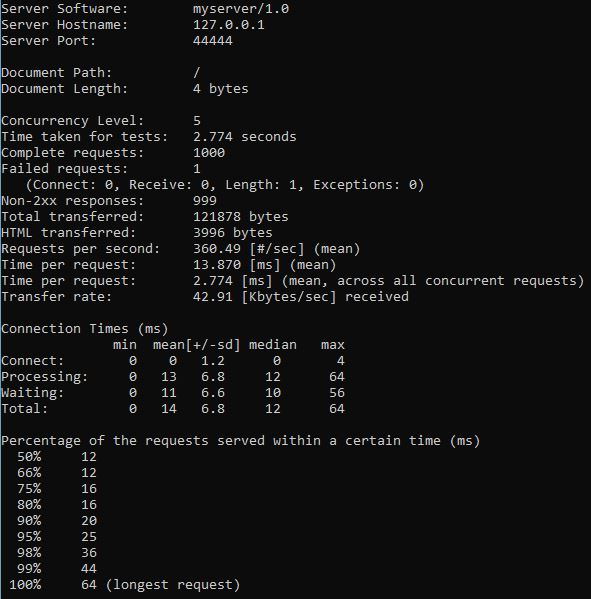 Server Software:        myserver/1.0
Server Hostname:        127.0.0.1
Server Port:            44444

Document Path:          /
Document Length:        4 bytes

Concurrency Level:      5
Time taken for tests:   2.774 seconds
Complete requests:      1000
Failed requests:        1
   (Connect: 0, Receive: 0, Length: 1, Exceptions: 0)
Non-2xx responses:      999
Total transferred:      121878 bytes
HTML transferred:       3996 bytes
Requests per second:    360.49 [#/sec] (mean)
Time per request:       13.870 [ms] (mean)
Time per request:       2.774 [ms] (mean, across all concurrent requests)
Transfer rate:          42.91 [Kbytes/sec] received

Connection Times (ms)
              min  mean[+/-sd] median   max
Connect:        0    0   1.2      0       4
Processing:     0   13   6.8     12      64
Waiting:        0   11   6.6     10      56
Total:          0   14   6.8     12      64

Percentage of the requests served within a certain time (ms)
  50%     12
  66%     12
  75%     16
  80%     16
  90%     20
  95%     25
  98%     36
  99%     44
 100%     64 (longest request)